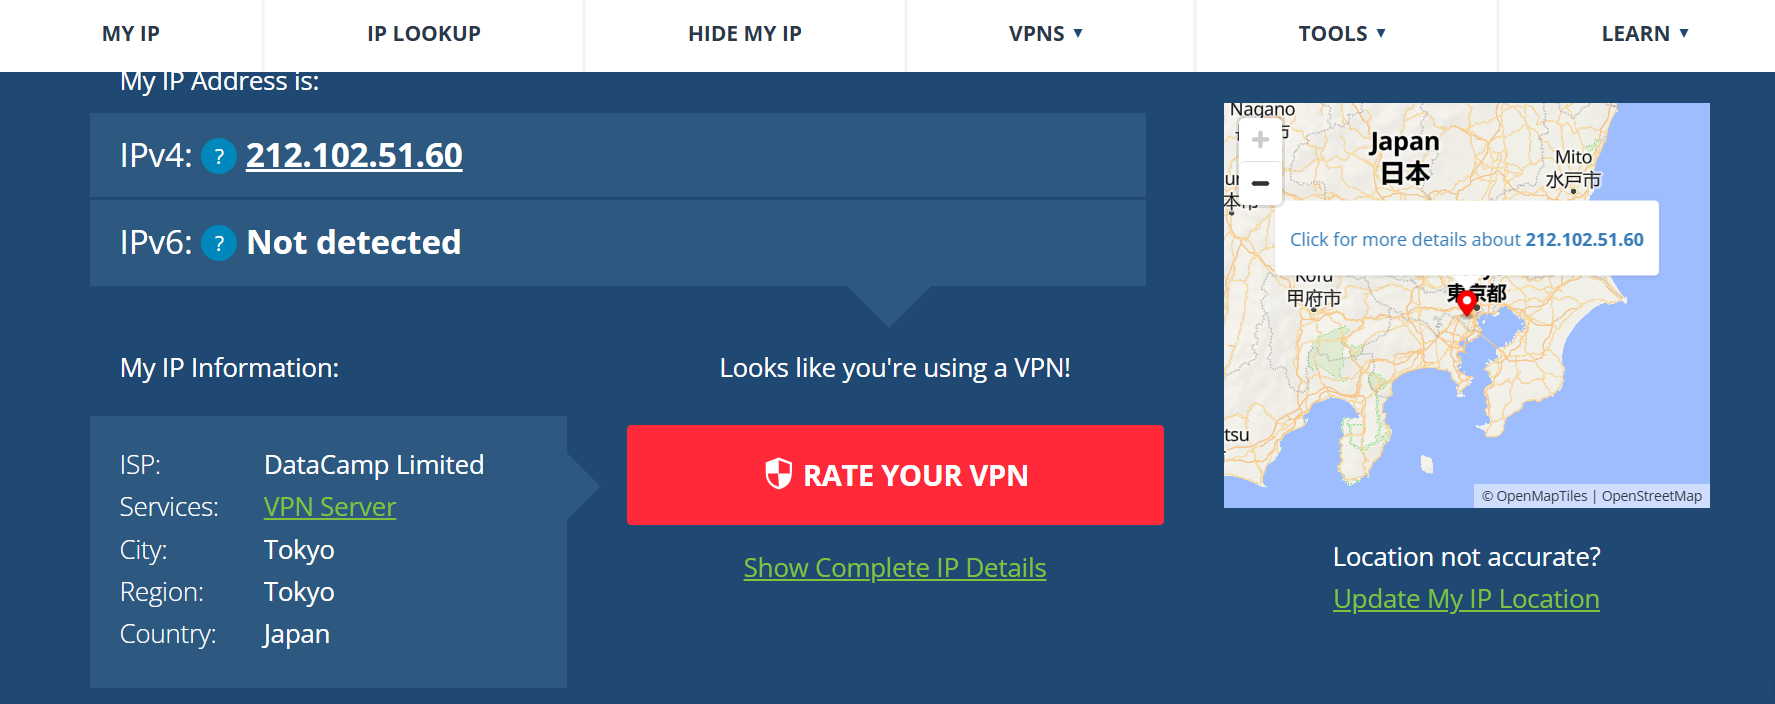 MY IP
IP LOOKUP
HIDE MY IP
VPNS ▼
TOOLS ▼
LEARN ▼
My IP Address is:
IPv4: ? 212.102.51.60
IPv6: ? Not detected
My IP Information:
ISP: DataCamp Limited
Services: VPN Server
City: Tokyo
Region: Tokyo
Country: Japan
Looks like you're using a VPN!
RATE YOUR VPN
Show Complete IP Details
Nagano
Japan
日本
Mito
水戸市
+
−
Click for more details about 212.102.51.60
Kofu
甲府市
東京都
tsu
© OpenMapTiles | OpenStreetMap
Location not accurate?
Update My IP Location